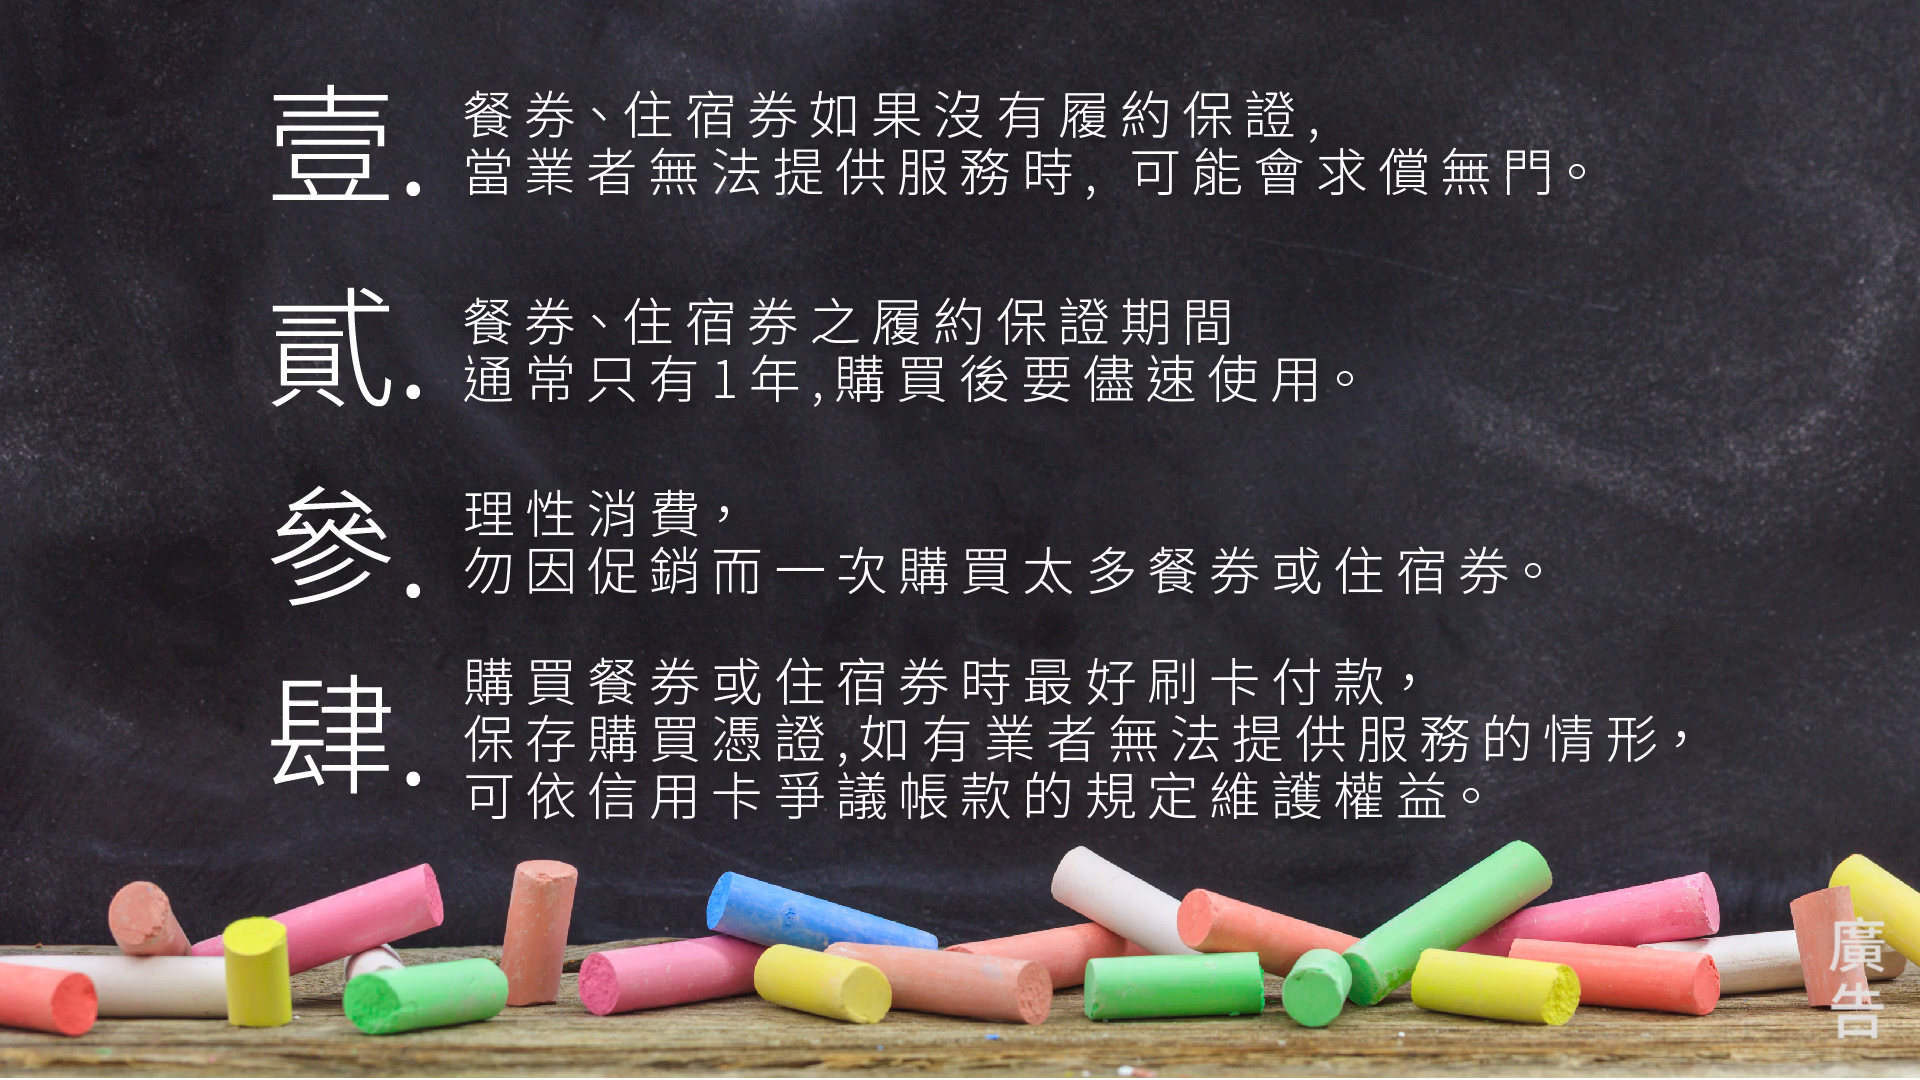 壹.
餐券、住宿券如果沒有履約保證,
當業者無法提供服務時, 可能會求償無門。
貳.
餐券、住宿券之履約保證期間
通常只有1年,購買後要儘速使用。
參.
理性消費，
勿因促銷而一次購買太多餐券或住宿券。
肆.
購買餐券或住宿券時最好刷卡付款，
保存購買憑證,如有業者無法提供服務的情形，
可依信用卡爭議帳款的規定維護權益。
廣告